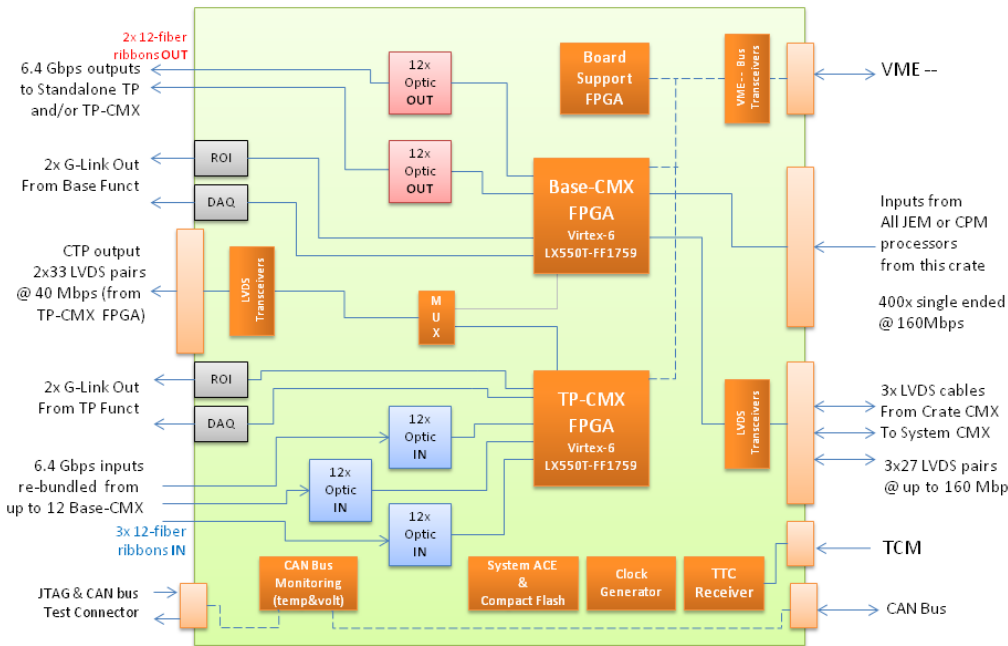 2x 12-fiber
ribbons OUT
6.4 Gbps outputs
to Standalone TP
and/or TP-CMX
2x G-Link Out
From Base Funct
CTP output
2x33 LVDS pairs
@ 40 Mbps (from
TP-CMX FPGA)
2x G-Link Out
From TP Funct
6.4 Gbps inputs
re-bundled from
up to 12 Base-CMX
3x 12-fiber
ribbons IN
JTAG & CAN bus
Test Connector
ROI
DAQ
LVDS
Transceivers
ROI
DAQ
12x
Optic
OUT
12x
Optic
OUT
MUX
12x
Optic
IN
12x
Optic
IN
12x
Optic
IN
CAN Bus
Monitoring
(temp&volt)
Board
Support
FPGA
Base-CMX
FPGA
Virtex-6
LX550T-FF1759
TP-CMX
FPGA
Virtex-6
LX550T-FF1759
System ACE
&
Compact Flash
Clock
Generator
TTC
Receiver
VME -- Bus
Transceivers
LVDS
Transceivers
VME --
Inputs from
All JEM or CPM
processors
from this crate
400x single ended
@ 160Mbps
3x LVDS cables
From Crate CMX
To System CMX
3x27 LVDS pairs
@ up to 160 Mbp
TCM
CAN Bus